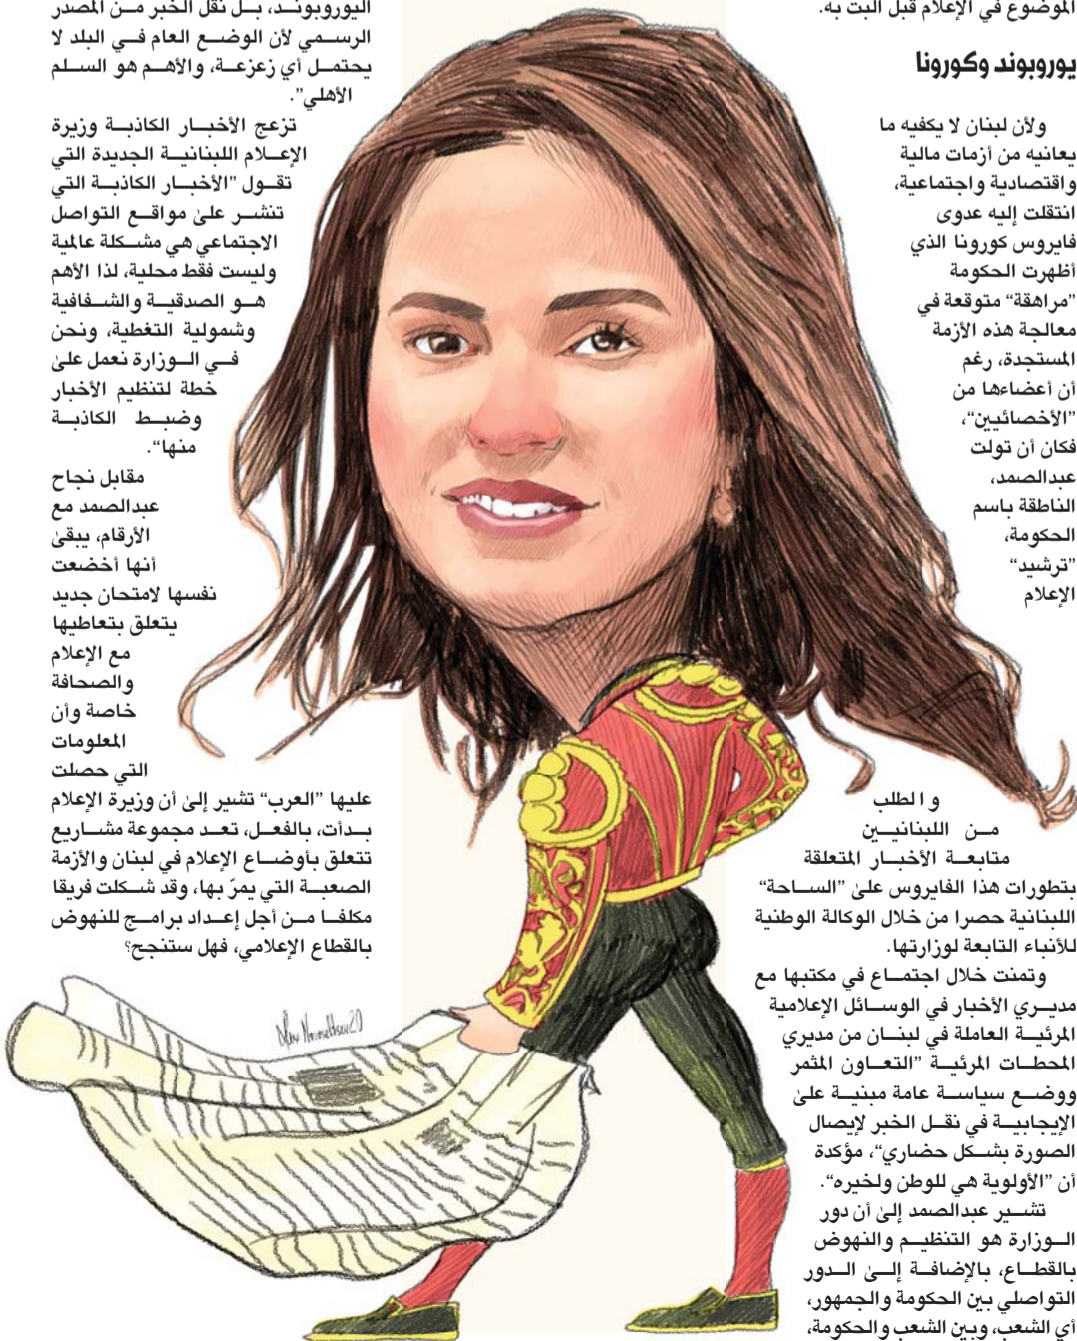 الموضوع في الإعلام قبل البت به.
يوروبوند وكورونا
ولأن لبنان لا يكفيه ما
يعانيه من أزمات مالية
واقتصادية واجتماعية،
انتقلت إليه عدوى
فايروس كورونا الذي
أظهرت الحكومة
”مراهقة“ متوقعة في
معالجة هذه الأزمة
المستجدة، رغم
أن أعضاءها من
”الأخصائيين“،
فكان أن تولت
عبدالصمد،
الناطقة باسم
الحكومة،
”ترشيد“
الإعلام
والطلب
من اللبنانيين
متابعة الأخبار المتعلقة
بتطورات هذا الفايروس على ”الساحة“
اللبنانية حصرا من خلال الوكالة الوطنية
للأنباء التابعة لوزارتها.
وتمنت خلال اجتماع في مكتبها مع
مديري الأخبار في الوسائل الإعلامية
المرئية العاملة في لبنان من مديري
المحطات المرئية ”التعاون المثمر
ووضع سياسة عامة مبنية على
الإيجابية في نقل الخبر لإيصال
الصورة بشكل حضاري“، مؤكدة
أن ”الأولوية هي للوطن ولخيره“.
تشير عبدالصمد إلى أن دور
الوزارة هو التنظيم والنهوض
بالقطاع، بالإضافة إلى الدور
التواصلي بين الحكومة والجمهور،
أي الشعب، وبين الشعب والحكومة،
اليوروبوند، بل نقل الخبر من المصدر
الرسمي لأن الوضع العام في البلد لا
يحتمل أي زعزعة، والأهم هو السلم
الأهلي“.
تزعج الأخبار الكاذبة وزيرة
الإعلام اللبنانية الجديدة التي
تقول ”الأخبار الكاذبة التي
تنشر على مواقع التواصل
الاجتماعي هي مشكلة عالمية
وليست فقط محلية، لذا الأهم
هو الصدقية والشفافية
وشمولية التغطية، ونحن
في الوزارة نعمل على
خطة لتنظيم الأخبار
وضبط الكاذبة
منها“.
مقابل نجاح
عبدالصمد مع
الأرقام، يبقى
أنها أخضعت
نفسها لامتحان جديد
يتعلق بتعاطيها
مع الإعلام
والصحافة
خاصة وأن
المعلومات
التي حصلت
عليها ”العرب“ تشير إلى أن وزيرة الإعلام
بدأت، بالفعل، تعد مجموعة مشاريع
تتعلق بأوضاع الإعلام في لبنان والأزمة
الصعبة التي يمرّ بها، وقد شكلت فريقا
مكلفا من أجل إعداد برامج للنهوض
بالقطاع الإعلامي، فهل ستنجح؟